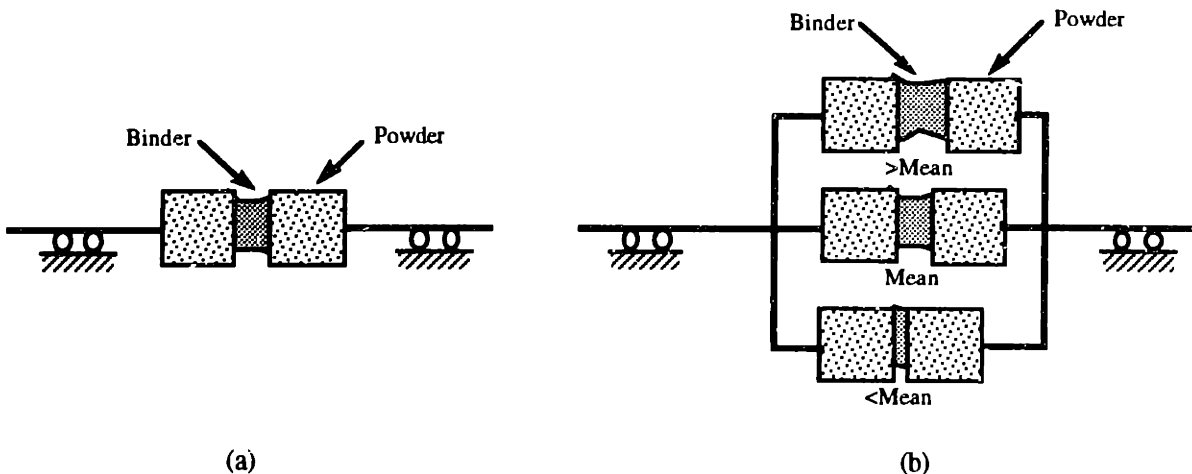 Binder
Powder
(a)
Binder
Powder
>Mean
Mean
<Mean
(b)